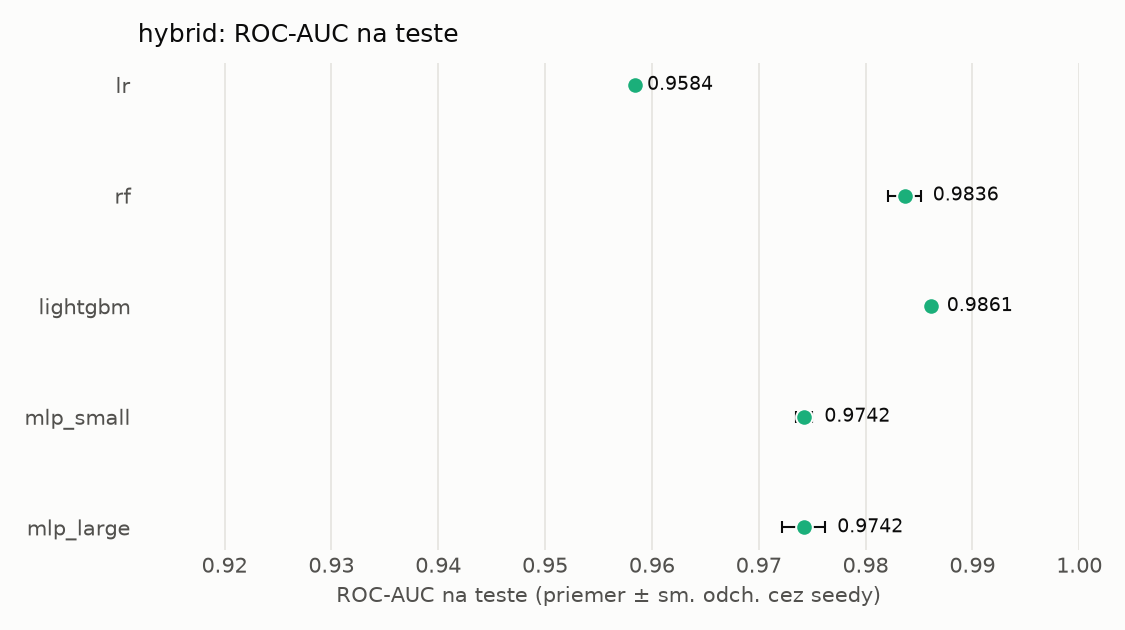 hybrid: ROC-AUC na teste
lr
0.9584
rf
0.9836
lightgbm
0.9861
mlp_small
0.9742
mlp_large
0.9742
0.92 0.93 0.94 0.95 0.96 0.97 0.98 0.99 1.00
ROC-AUC na teste (priemer ± sm. odch. cez seedy)